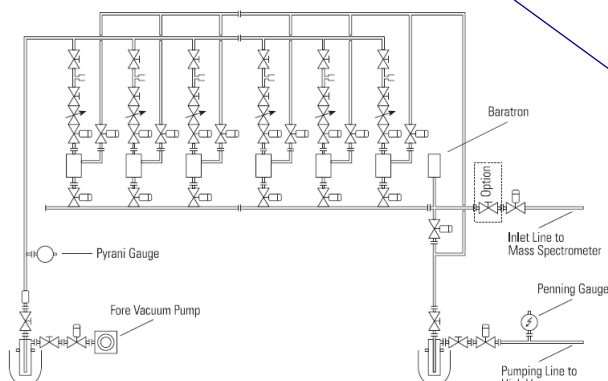 Baratron
Option
Inlet Line to
Mass Spectrometer
Pyrani Gauge
Penning Gauge
Fore Vacuum Pump
Pumping Line to